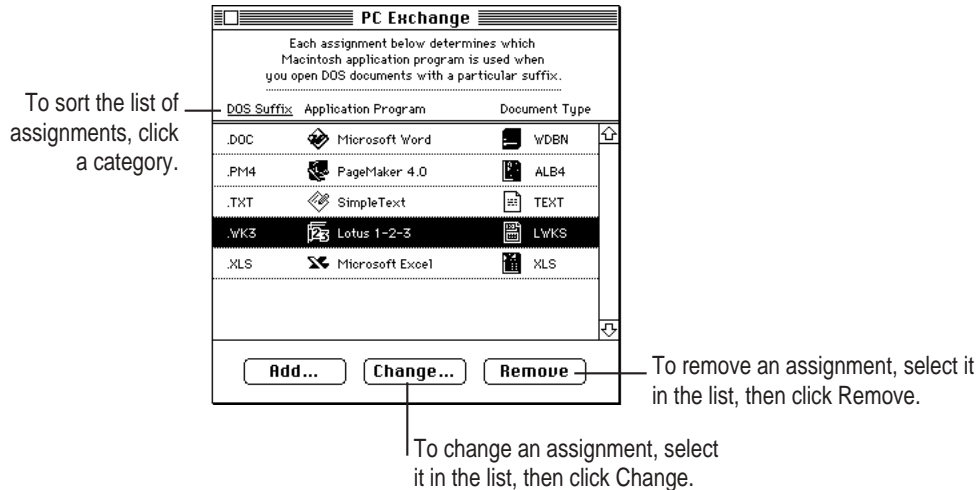 PC Exchange
Each assignment below determines which
Macintosh application program is used when
you open DOS documents with a particular suffix.
To sort the list of
assignments, click
a category.
DOS Suffix Application Program Document Type
.DOC Microsoft Word WDBN
.PM4 PageMaker 4.0 ALB4
.TXT SimpleText TEXT
.WK3 123 Lotus 1-2-3 LWKS
.XLS Microsoft Excel XLS
Add... Change... Remove
To remove an assignment, select it
in the list, then click Remove.
To change an assignment, select
it in the list, then click Change.